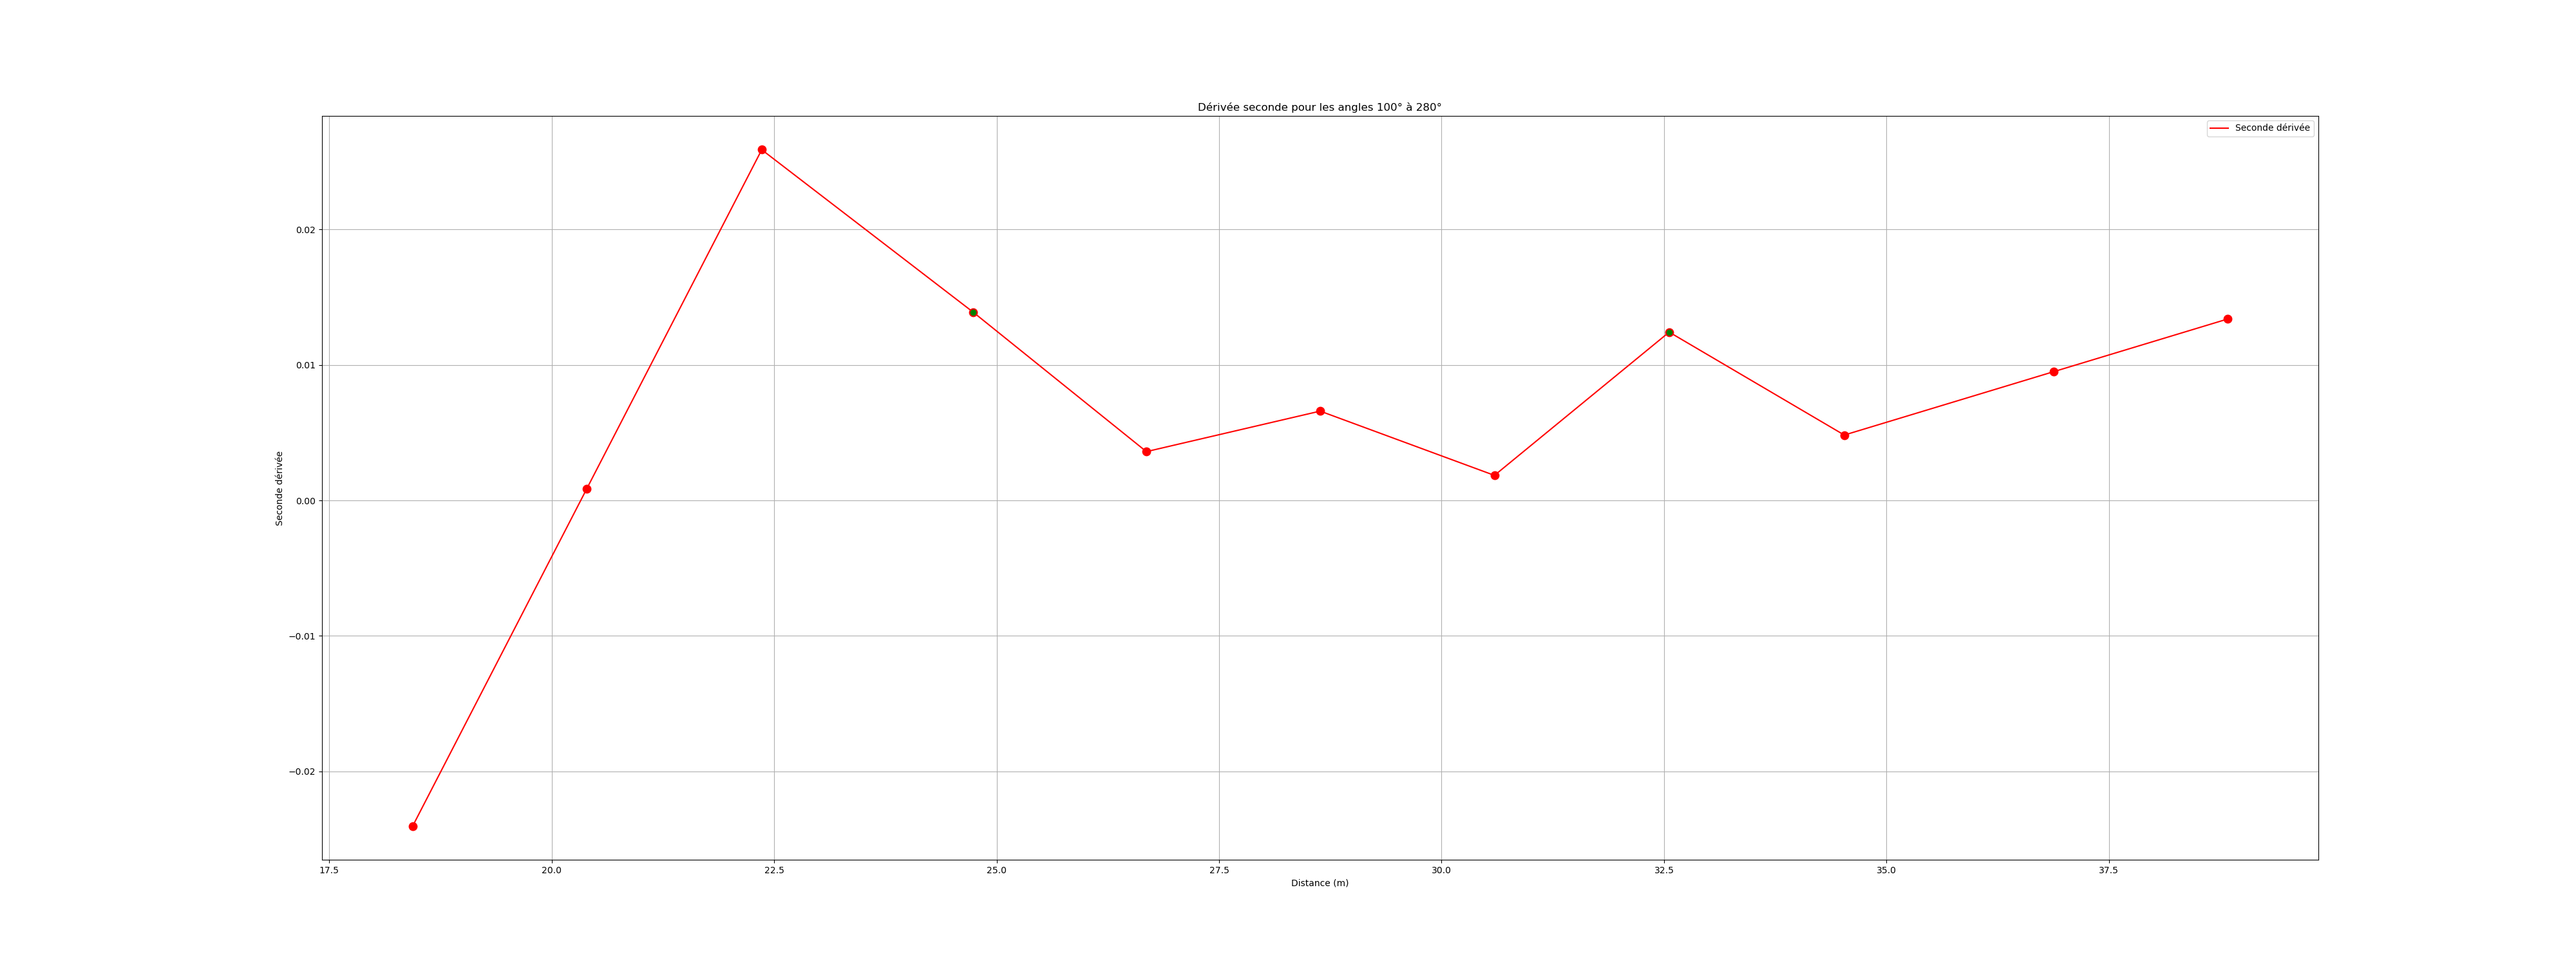 Dérivée seconde pour les angles 100° à 280°
Seconde dérivée
0.02
0.01
0.00
−0.01
−0.02
Seconde dérivée
17.5 20.0 22.5 25.0 27.5 30.0 32.5 35.0 37.5
Distance (m)